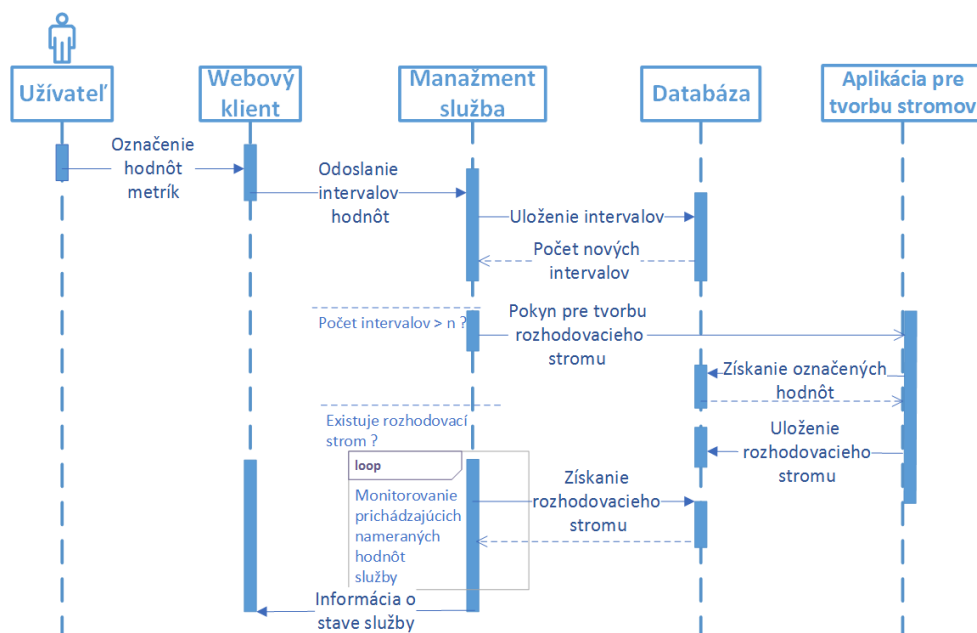 Užívateľ
Webový
klient
Manažment
služba
Databáza
Aplikácia pre
tvorbu stromov
Označenie
hodnôt
metrík
Odoslanie
intervalov
hodnôt
Uloženie intervalov
Počet nových
intervalov
Počet intervalov > n ?
Pokyn pre tvorbu
rozhodovacieho
stromu
Získanie označených
hodnôt
Existuje rozhodovací
strom ?
Uloženie
rozhodovacieho
stromu
loop
Monitorovanie
prichádzajúcich
nameraných
hodnôt
služby
Získanie
rozhodovacieho
stromu
Informácia o
stave služby